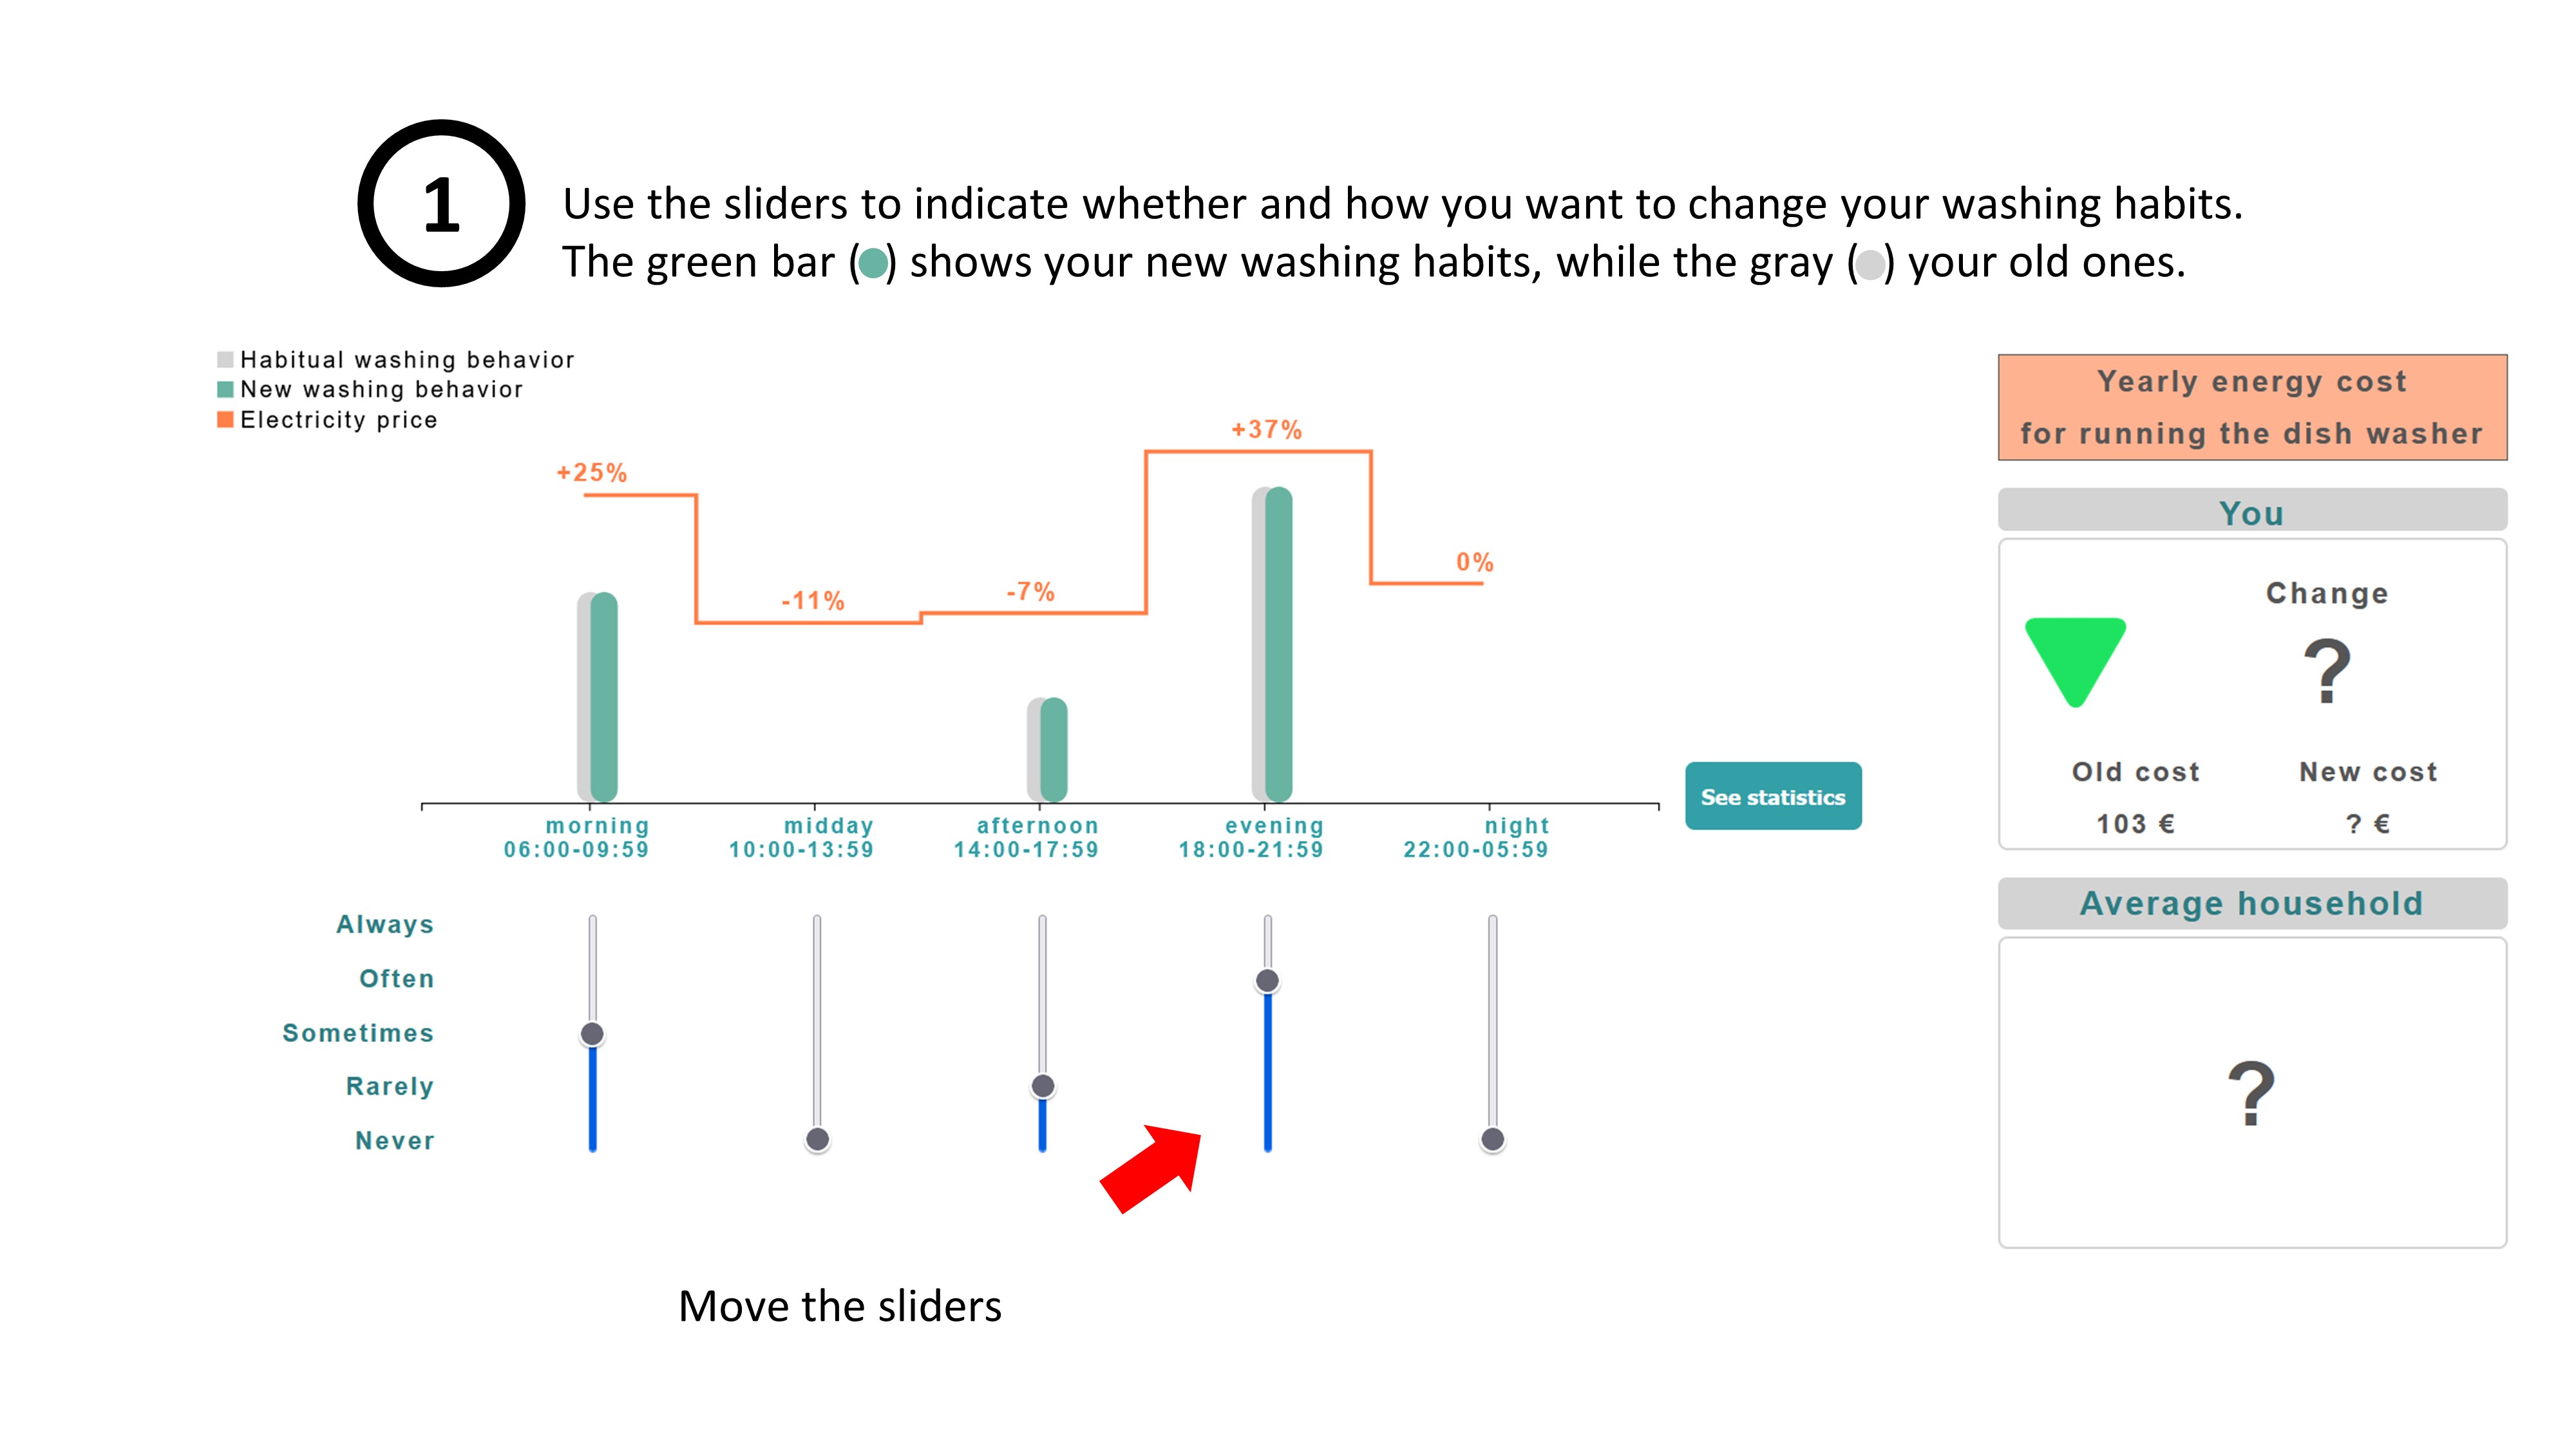 1
Use the sliders to indicate whether and how you want to change your washing habits.
The green bar () shows your new washing habits, while the gray () your old ones.
Habitual washing behavior
New washing behavior
Electricity price
+25%
-11%
-7%
+37%
0%
morning
06:00-09:59
midday
10:00-13:59
afternoon
14:00-17:59
evening
18:00-21:59
night
22:00-05:59
See statistics
Always
Often
Sometimes
Rarely
Never
Move the sliders
Yearly energy cost
for running the dish washer
You
Change
?
Old cost
103 €
New cost
? €
Average household
?